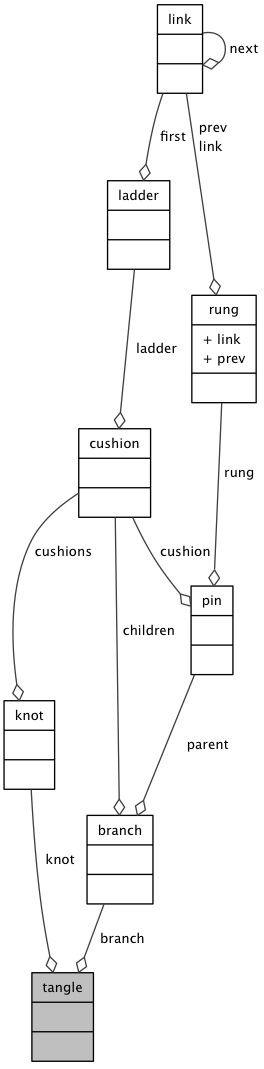 link
next
first
prev
link
ladder
rung
+ link
+ prev
ladder
cushion
rung
cushions
cushion
pin
children
knot
parent
branch
knot
branch
tangle